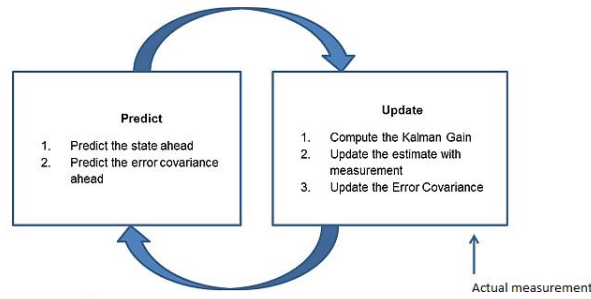 Predict
1. Predict the state ahead
2. Predict the error covariance
ahead
Update
1. Compute the Kalman Gain
2. Update the estimate with
measurement
3. Update the Error Covariance
Actual measurement